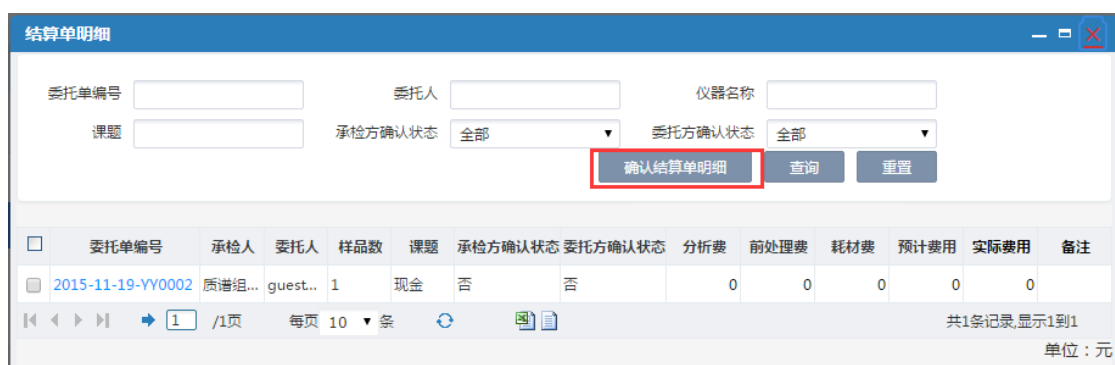 结算单明细
委托单编号 委托人 仪器名称
课题 承检方确认状态 全部 委托方确认状态 全部
确认结算单明细 查询 重置
委托单编号 承检人 委托人 样品数 课题 承检方确认状态 委托方确认状态 分析费 前处理费 耗材费 预计费用 实际费用 备注
2015-11-19-YY0002 质谱组... guest... 1 现金 否 否 0 0 0 0 0
1 /1页 每页 10 条 共1条记录,显示1到1
单位：元